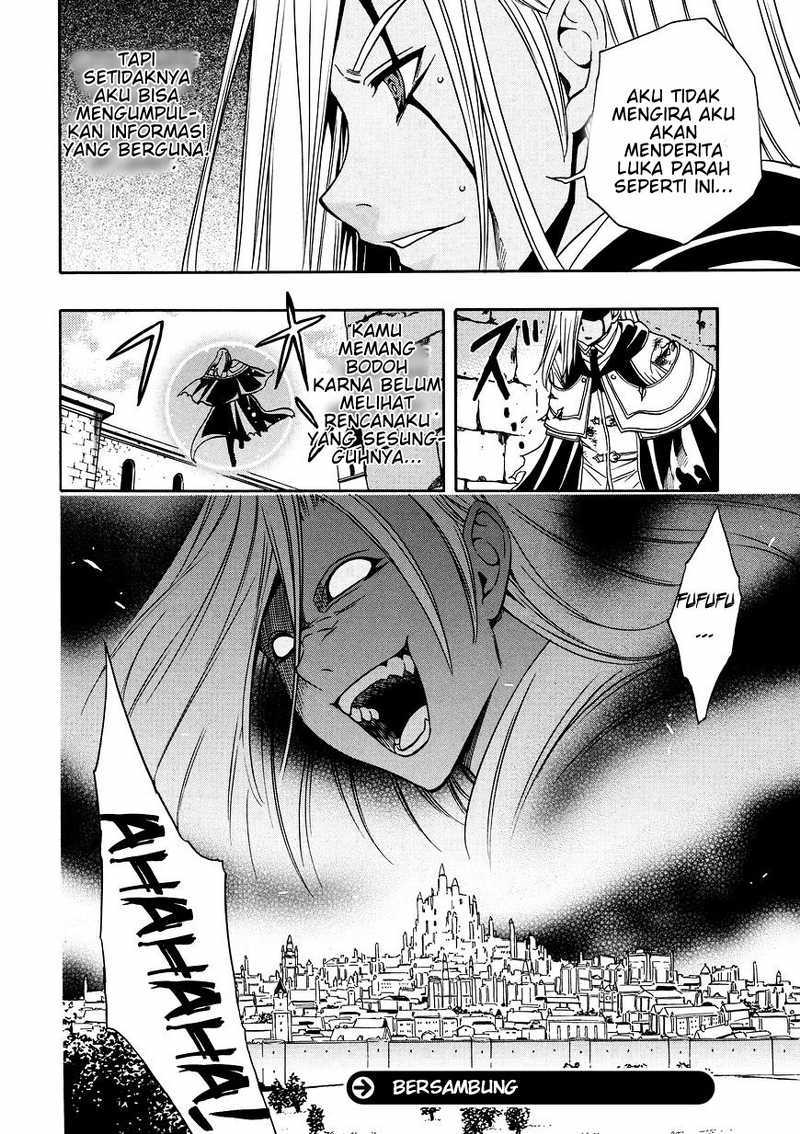 AKU TIDAK
MENGIRA AKU
AKAN
MENDERITA
LUKA PARAH
SEPERTI INI...
TAPI
SETIDAKNYA
AKU BISA
MENGUMPUL-
KAN INFORMASI
YANG BERGUNA!
ズ
KAMU
MEMANG
BODOH
KARNA BELUM
MELIHAT
RENCANAKU
YANG SESUNG-
GUHNYA...
FUFUFU
...
AHAHAHA!
BERSAMBUNG